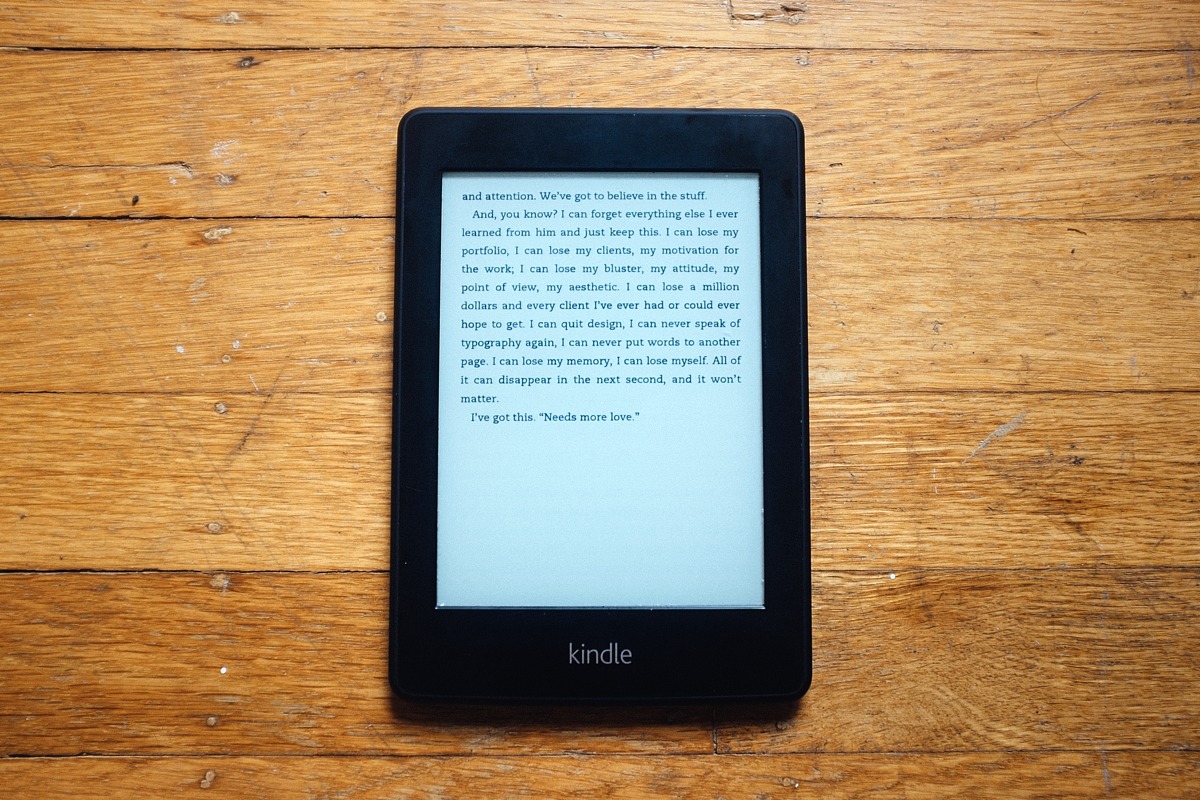 and attention. We've got to believe in the stuff.
And, you know? I can forget everything else I ever
learned from him and just keep this. I can lose my
portfolio, I can lose my clients, my motivation for
the work; I can lose my bluster, my attitude, my
point of view, my aesthetic. I can lose a million
dollars and every client I've ever had or could ever
hope to get. I can quit design, I can never speak of
typography again, I can never put words to another
page. I can lose my memory, I can lose myself. All of
it can disappear in the next second, and it won't
matter.
I've got this. “Needs more love.”
kindle